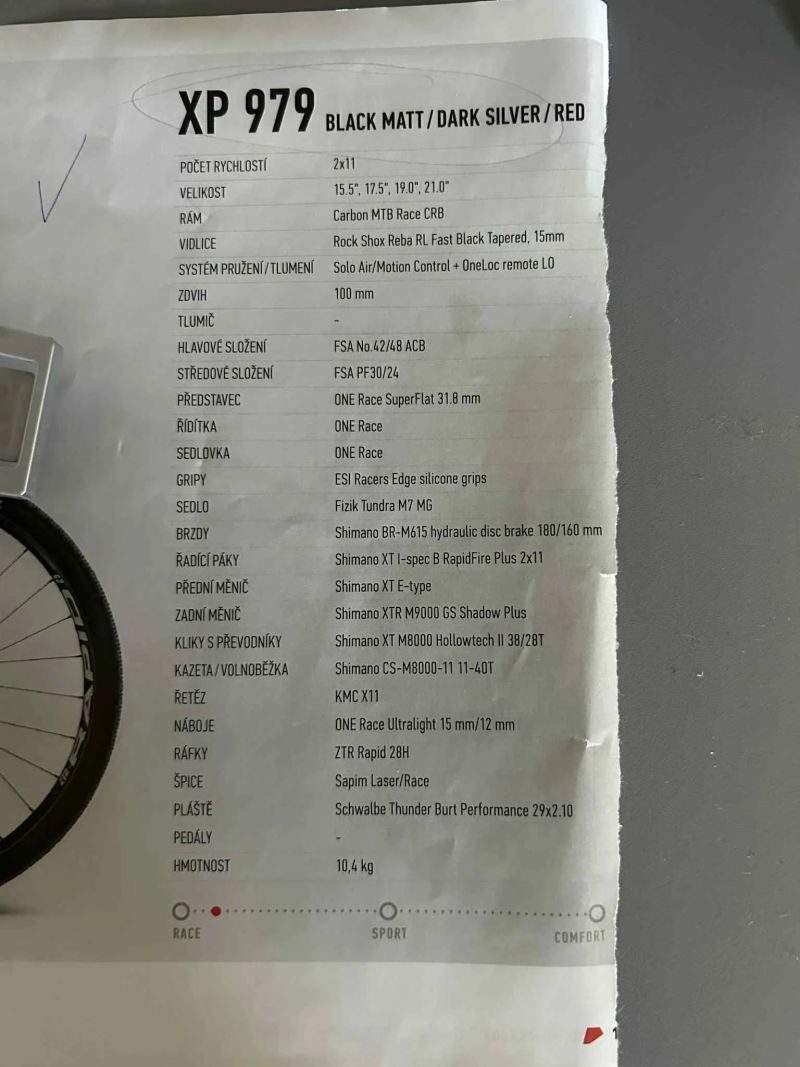 XP 979 BLACK MATT / DARK SILVER / RED
POČET RYCHLOSTÍ 2x11
VELIKOST 15.5", 17.5", 19.0", 21.0"
RÁM Carbon MTB Race CRB
VIDLICE Rock Shox Reba RL Fast Black Tapered, 15mm
SYSTÉM PRUŽENÍ / TLUMENÍ Solo Air/Motion Control + OneLoc remote LO
ZDVIH 100 mm
TLUMIČ -
HLAVOVÉ SLOŽENÍ FSA No.42/48 ACB
STŘEDOVÉ SLOŽENÍ FSA PF30/24
PŘEDSTAVEC ONE Race SuperFlat 31.8 mm
ŘÍDÍTKA ONE Race
SEDLOVKA ONE Race
GRIPY ESI Racers Edge silicone grips
SEDLO Fizik Tundra M7 MG
BRZDY Shimano BR-M615 hydraulic disc brake 180/160 mm
ŘADÍCÍ PÁKY Shimano XT I-spec B RapidFire Plus 2x11
PŘEDNÍ MĚNIČ Shimano XT E-type
ZADNÍ MĚNIČ Shimano XTR M9000 GS Shadow Plus
KLIKY S PŘEVODNÍKY Shimano XT M8000 Hollowtech II 38/28T
KAZETA / VOLNOBĚŽKA Shimano CS-M8000-11 11-40T
ŘETĚZ KMC X11
NÁBOJE ONE Race Ultralight 15 mm/12 mm
RÁFKY ZTR Rapid 28H
ŠPICE Sapim Laser/Race
PLÁŠTĚ Schwalbe Thunder Burt Performance 29x2.10
PEDÁLY -
HMOTNOST 10,4 kg
RACE SPORT COMFORT